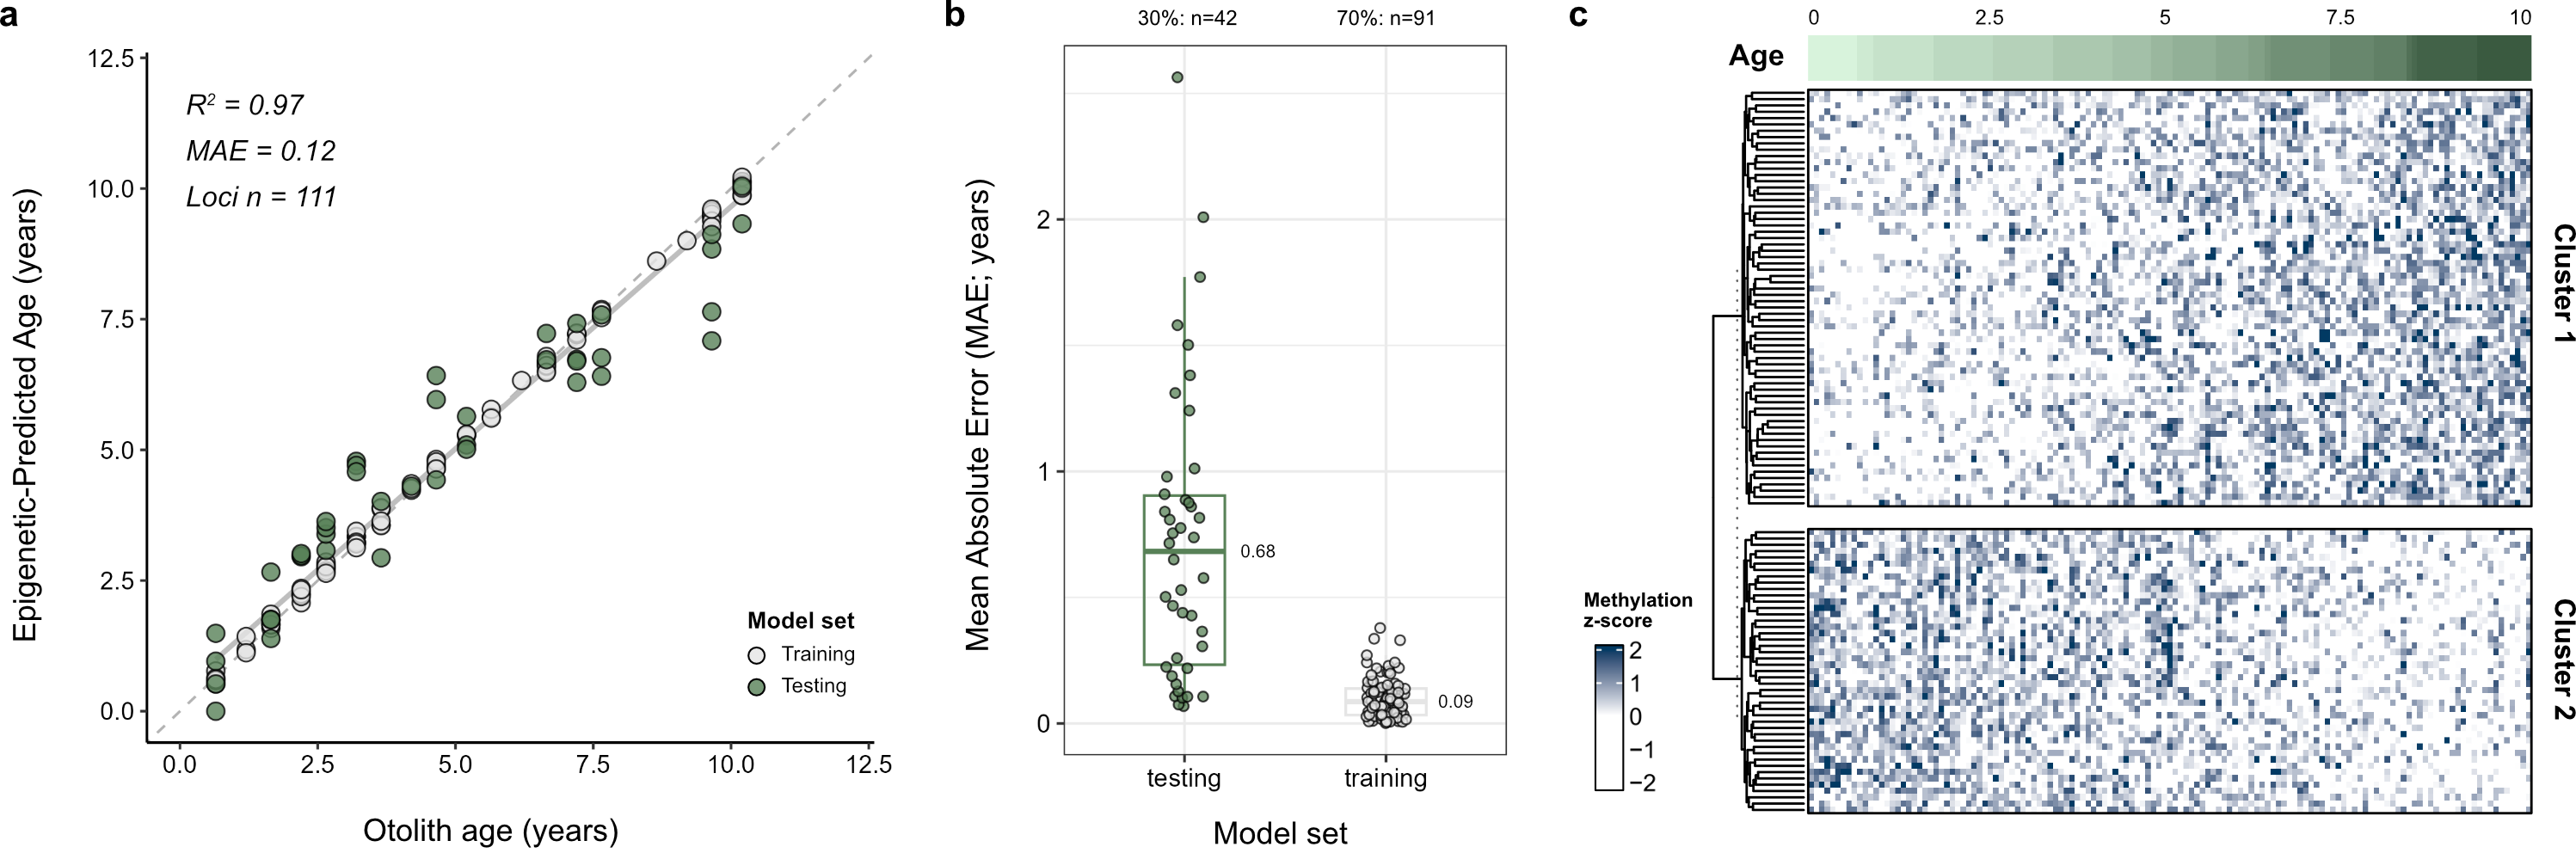 a
12.5
10.0
7.5
5.0
2.5
0.0
Epigenetic-Predicted Age (years)
R² = 0.97
MAE = 0.12
Loci n = 111
Model set
Training
Testing
0.0 2.5 5.0 7.5 10.0 12.5
Otolith age (years)
b
30%: n=42 70%: n=91
Mean Absolute Error (MAE; years)
2
1
0
0.68
0.09
testing training
Model set
c
0 2.5 5 7.5 10
Age
Cluster 1
Cluster 2
Methylation
z-score
2
1
0
−1
−2